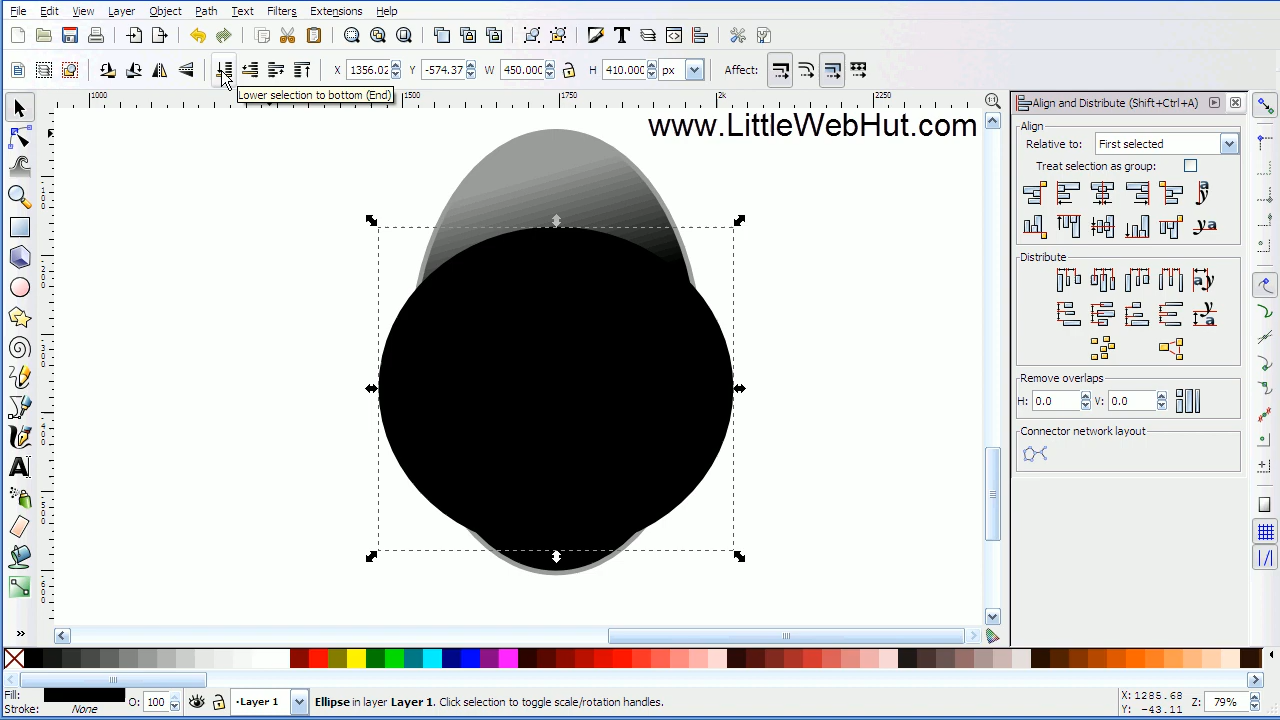 File Edit View Layer Object Path Text Filters Extensions Help
X 1356.02 Y -574.37 W 450.000 H 410.000 px Affect:
Lower selection to bottom (End)
1000 1500 1750 2k 2250
www.LittleWebHut.com
Align and Distribute (Shift+Ctrl+A)
Align
Relative to: First selected
Treat selection as group:
Distribute
Remove overlaps
H: 0.0 V: 0.0
Connector network layout
Fill:
Stroke: None
O: 100
Layer 1
Ellipse in layer Layer 1. Click selection to toggle scale/rotation handles.
X: 1285.68
Y: -43.11
Z: 79%